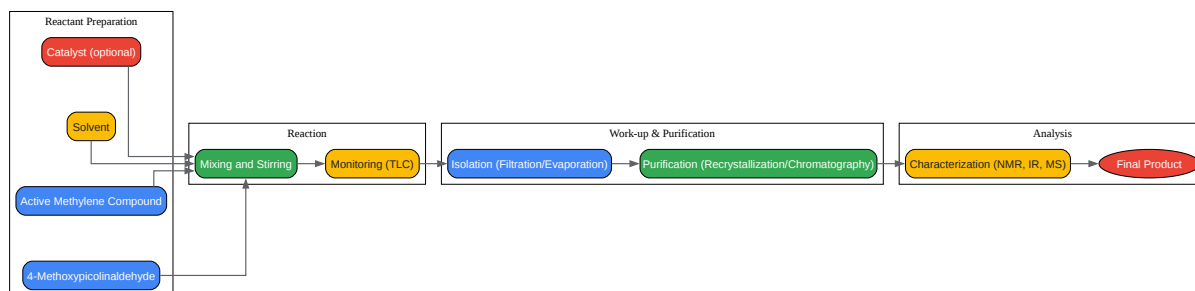 Reactant Preparation
Catalyst (optional)
Solvent
Active Methylene Compound
4-Methoxypicolinaldehyde
Reaction
Mixing and Stirring
Monitoring (TLC)
Work-up & Purification
Isolation (Filtration/Evaporation)
Purification (Recrystallization/Chromatography)
Analysis
Characterization (NMR, IR, MS)
Final Product